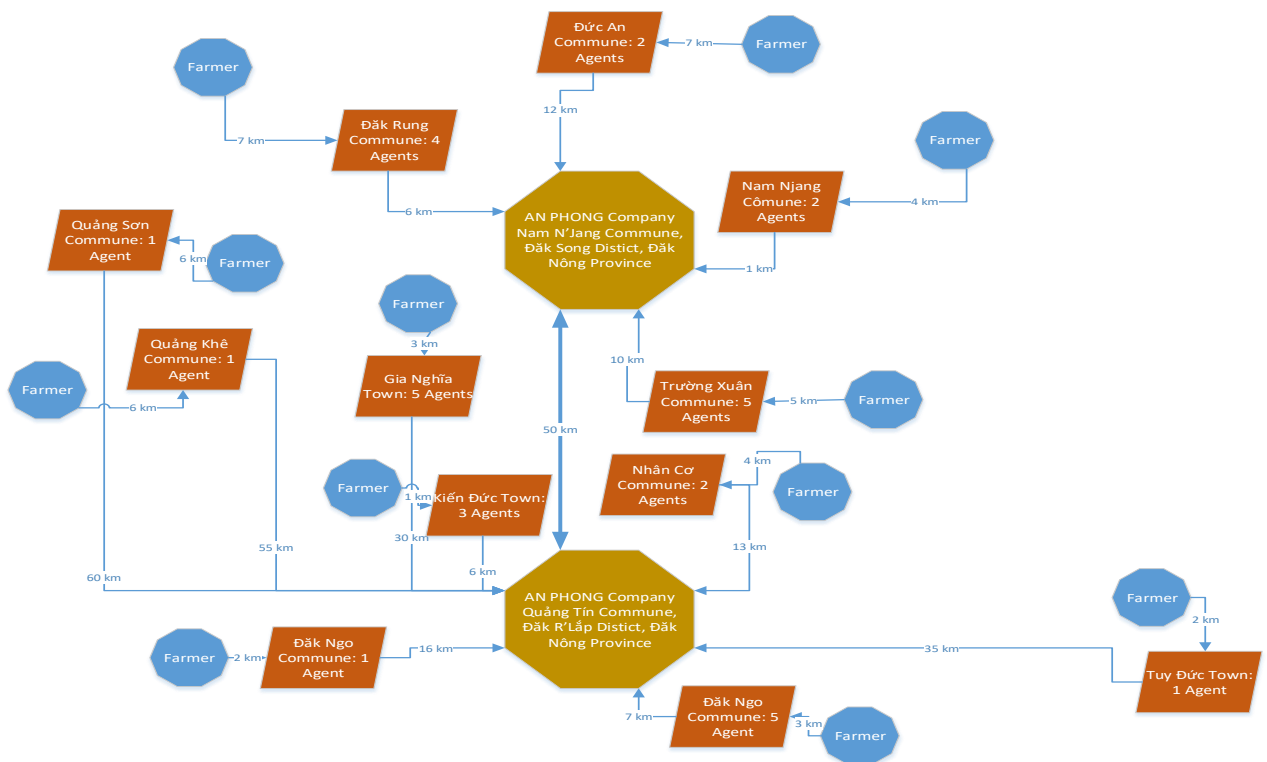 Đức An
Commune: 2
Agents
7 km
Farmer
Farmer
12 km
7 km
Đăk Rung
Commune: 4
Agents
Farmer
6 km
Nam Njang
Cômune: 2
Agents
4 km
AN PHONG Company
Nam N’Jang Commune,
Đăk Song Distict, Đăk
Nông Province
1 km
Quảng Sơn
Commune: 1
Agent
6 km
Farmer
Farmer
3 km
Quảng Khê
Commune: 1
Agent
Farmer
6 km
Gia Nghĩa
Town: 5 Agents
10 km
Trường Xuân
Commune: 5
Agents
5 km
Farmer
50 km
Nhân Cơ
Commune: 2
Agents
4 km
Farmer
Farmer
1 km
Kiến Đức Town:
3 Agents
30 km
55 km
13 km
6 km
60 km
AN PHONG Company
Quảng Tín Commune,
Đăk R’Lắp Distict, Đăk
Nông Province
Farmer
2 km
Farmer
2 km
Đăk Ngo
Commune: 1
Agent
16 km
35 km
Tuy Đức Town:
1 Agent
7 km
Đăk Ngo
Commune: 5
Agent
3 km
Farmer